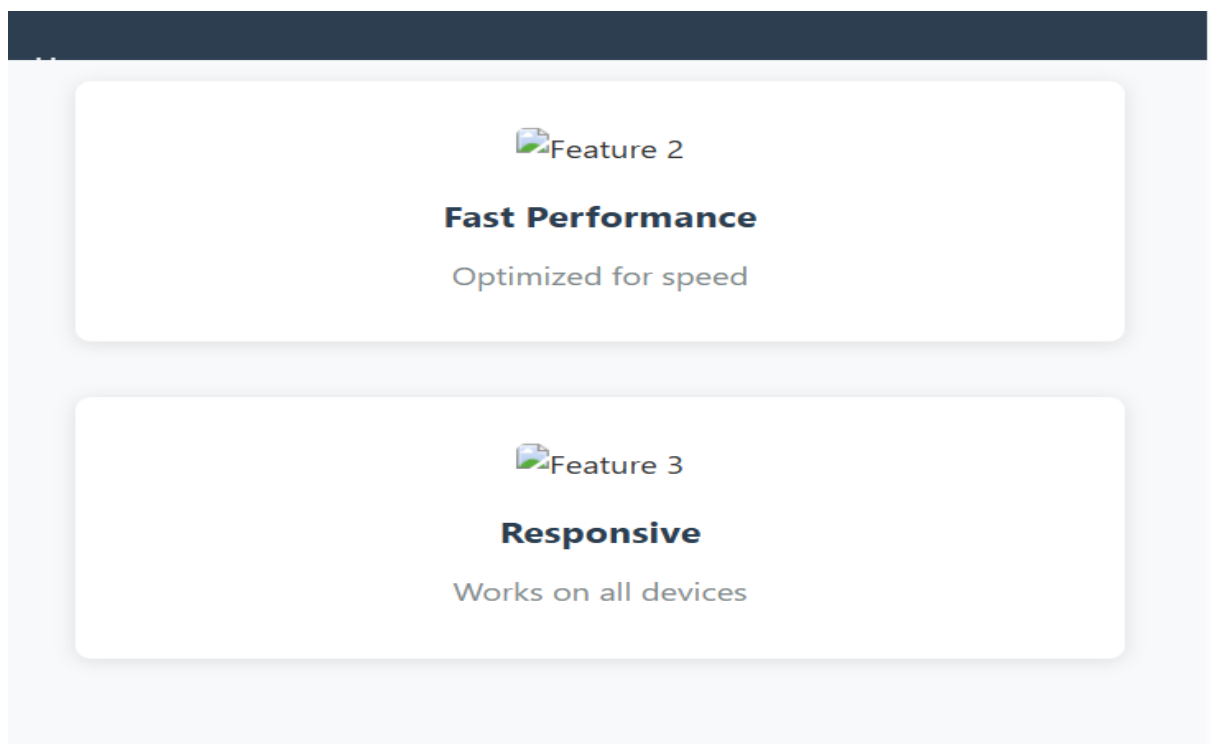 Feature 2
Fast Performance
Optimized for speed
Feature 3
Responsive
Works on all devices